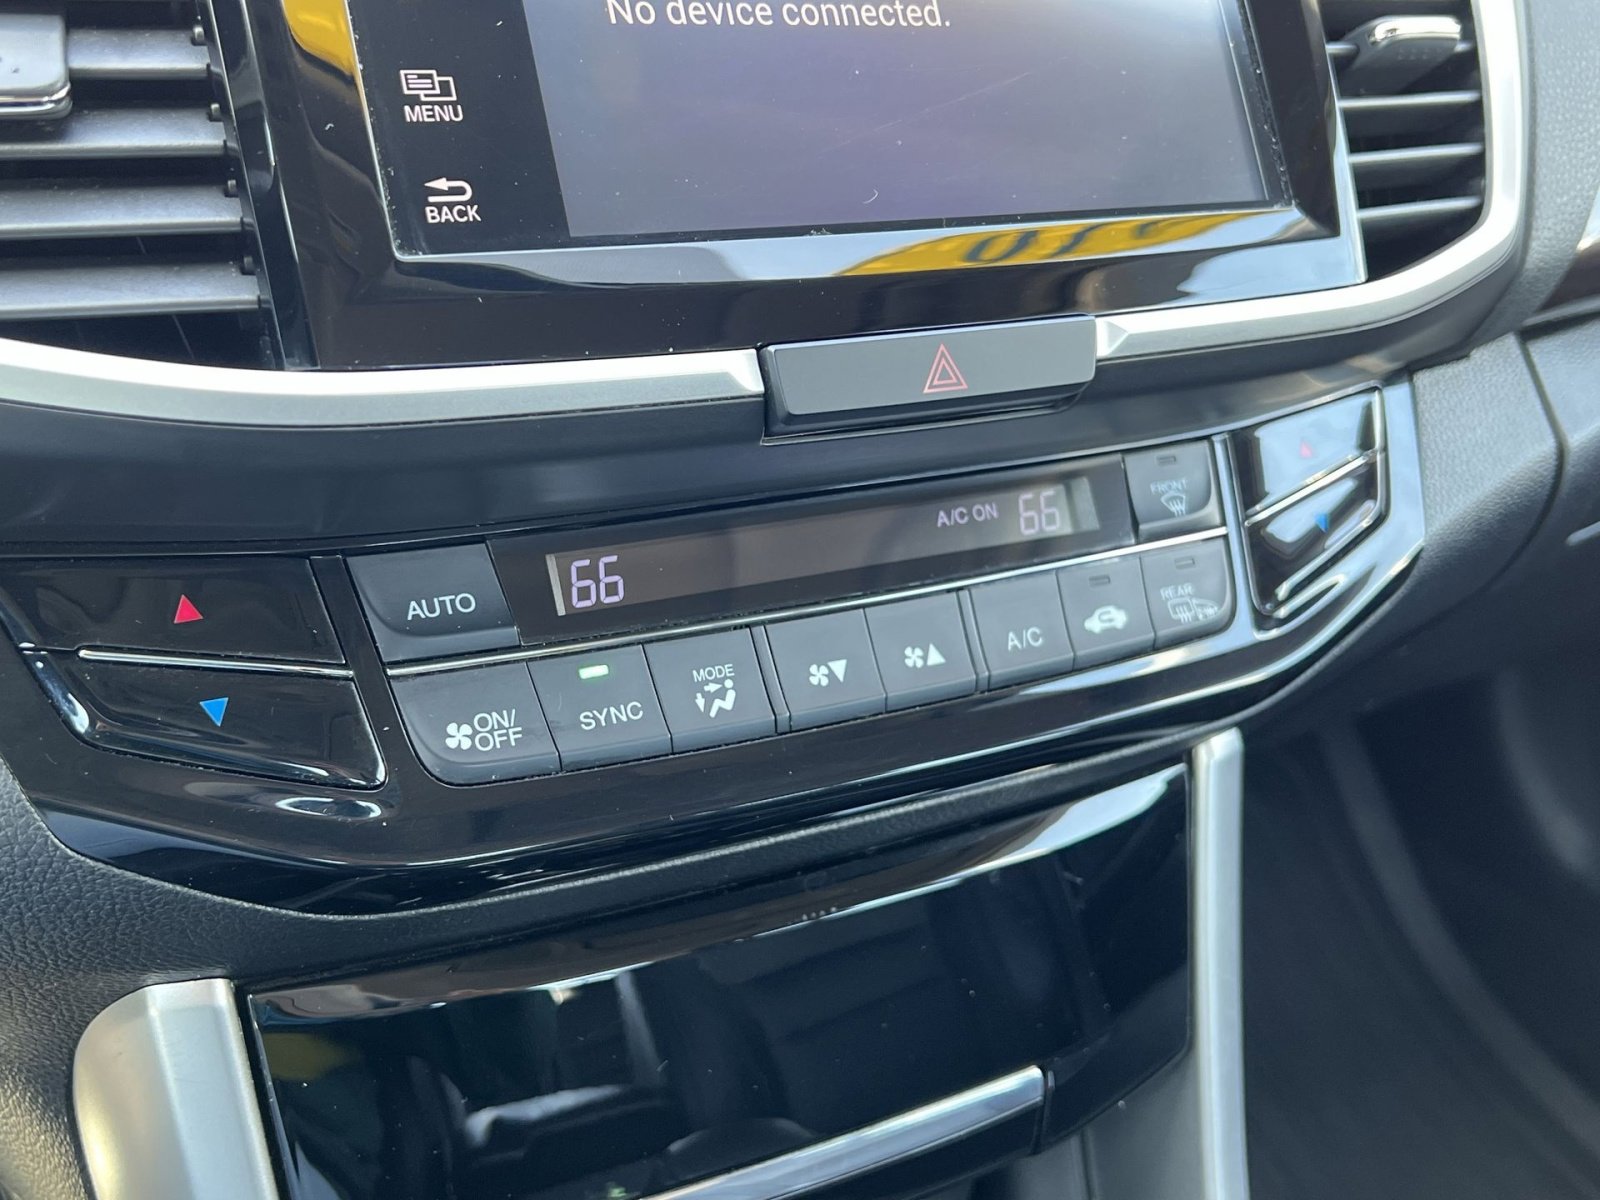 No device connected.
MENU
BACK
FRONT
A/C ON 66
66
AUTO
REAR
A/C
MODE
SYNC
ON/
OFF